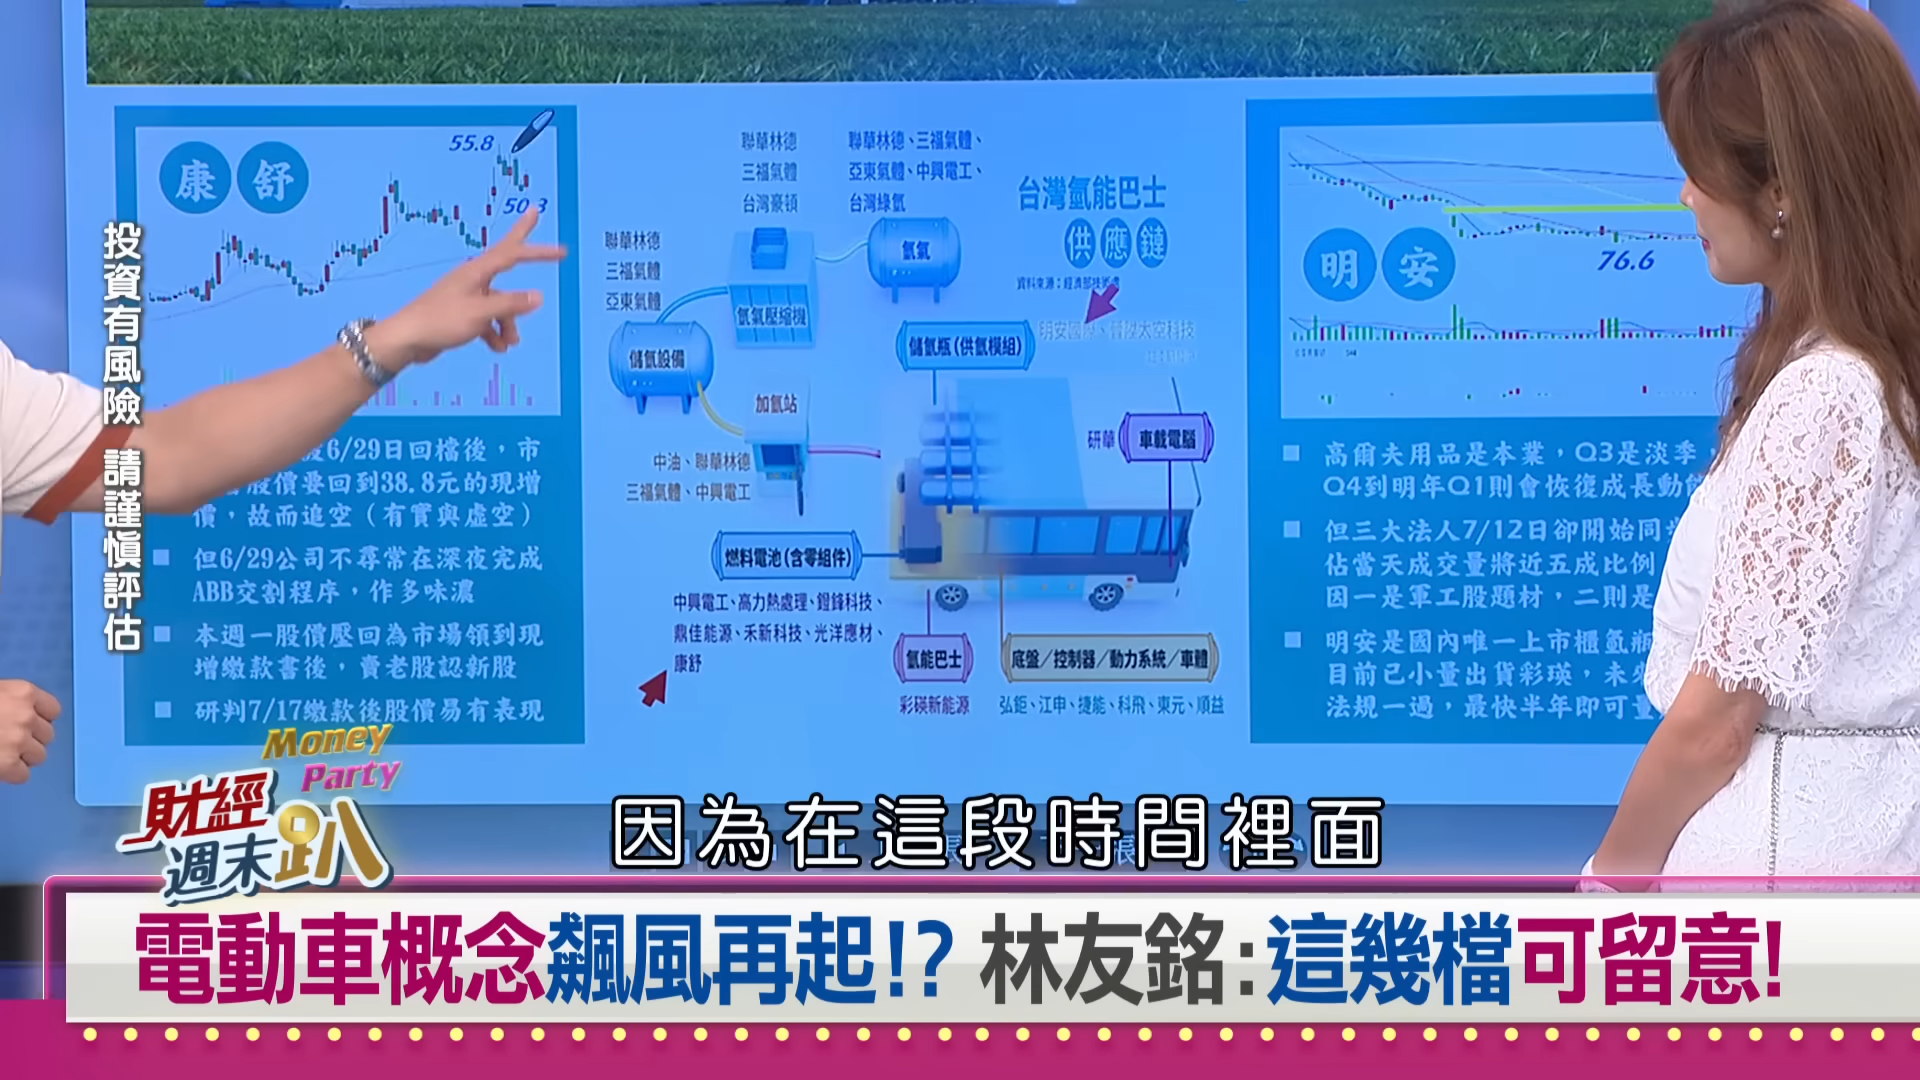 康舒
55.8
50.3
聯華林德
三福氣體
台灣豪頓
聯華林德、三福氣體、
亞東氣體、中興電工、
台灣綠氫
台灣氫能巴士
供應鏈
聯華林德
三福氣體
亞東氣體
氫氣
氫氣壓縮機
儲氫設備
儲氫瓶(供氫模組)
加氫站
中油、聯華林德
三福氣體、中興電工
研華
車載電腦
燃料電池(含零組件)
中興電工、高力熱處理、鐙鋒科技、
鼎佳能源、禾新科技、光洋應材、
康舒
氫能巴士
彩碤新能源
底盤/控制器/動力系統/車體
弘鉅、江申、捷能、科飛、東元、順益
明安
76.6
6/29日回檔後,市
股價要回到38.8元的現增
價,故而追空(有實與虛空)
但6/29公司不尋常在深夜完成
ABB交割程序,作多味濃
本週一股價壓回為市場領到現
增繳款書後,賣老股認新股
研判7/17繳款後股價易有表現
高爾夫用品是本業,Q3是淡季
Q4到明年Q1則會恢復成長動
但三大法人7/12日卻開始同
佔當天成交量將近五成比例
因一是軍工股題材,二則是
明安是國內唯一上市櫃氫瓶
目前已小量出貨彩瑛,未
法規一過,最快半年即可量
投資有風險 請謹慎評估
Money
Party
財經
週末趴
因為在這段時間裡面
電動車概念飆風再起!? 林友銘:這幾檔可留意!